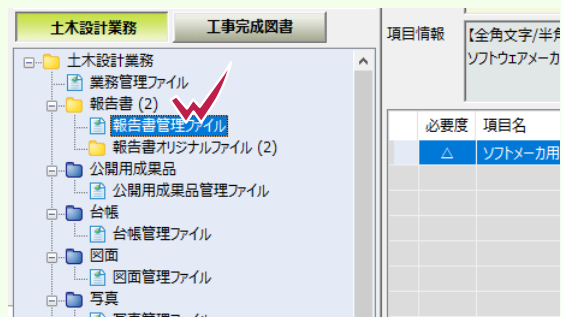 土木設計業務
工事完成図書
土木設計業務
業務管理ファイル
報告書 (2)
報告書管理ファイル
報告書オリジナルファイル (2)
公開用成果品
公開用成果品管理ファイル
台帳
台帳管理ファイル
図面
図面管理ファイル
写真
項目情報
【全角文字/半角
ソフトウェアメーカ
必要度 項目名
△ ソフトメーカ用